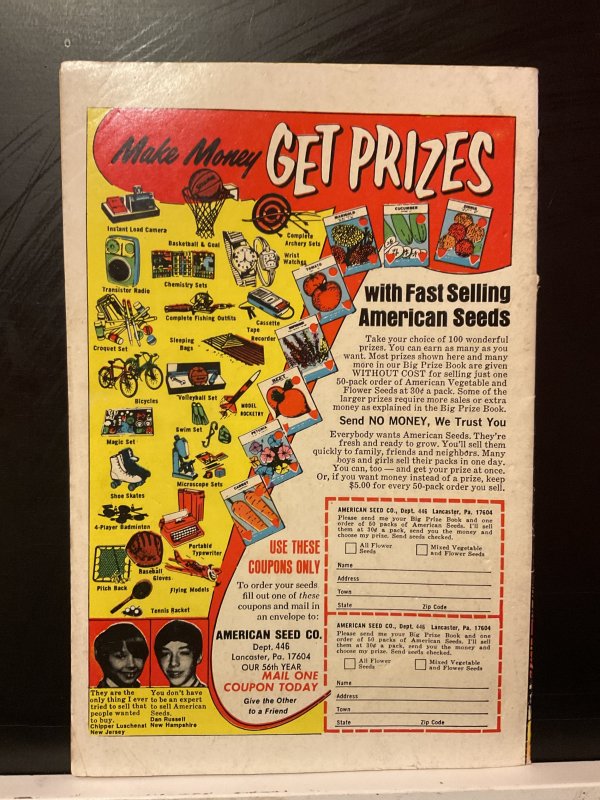 Make Money GET PRIZES
Instant Load Camera
Basketball & Goal
Complete
Archery Sets
Wrist
Watches
Transistor Radio
Chemistry Sets
Complete Fishing Outfits
Cassette
Tape
Recorder
Croquet Set
Sleeping
Bags
Bicycles
Volleyball Set
MODEL
ROCKETRY
Swim Set
Magic Set
Shoe Skates
Microscope Sets
4-Player Badminton
Portable
Typewriter
Baseball
Gloves
Pitch Back
Flying Models
Tennis Racket
MARIGOLD
CUCUMBER
ZINNIA
TOMATO
BEET
PETUNIA
CARROT
with Fast Selling
American Seeds
Take your choice of 100 wonderful
prizes. You can earn as many as you
want. Most prizes shown here and many
more in our Big Prize Book are given
WITHOUT COST for selling just one
50-pack order of American Vegetable and
Flower Seeds at 30¢ a pack. Some of the
larger prizes require more sales or extra
money as explained in the Big Prize Book.
Send NO MONEY, We Trust You
Everybody wants American Seeds. They're
fresh and ready to grow. You'll sell them
quickly to family, friends and neighbors. Many
boys and girls sell their packs in one day.
You can, too — and get your prize at once.
Or, if you want money instead of a prize, keep
$5.00 for every 50-pack order you sell.
USE THESE
COUPONS ONLY
To order your seeds
fill out one of these
coupons and mail in
an envelope to:
AMERICAN SEED CO.
Dept. 446
Lancaster, Pa. 17604
OUR 56th YEAR
MAIL ONE
COUPON TODAY
Give the Other
to a Friend
AMERICAN SEED CO., Dept. 446 Lancaster, Pa. 17604
Please send me your Big Prize Book and one
order of 50 packs of American Seeds. I'll sell
them at 30¢ a pack, send you the money and
choose my prize. Send seeds checked.
All Flower
Seeds
Mixed Vegetable
and Flower Seeds
Name
Address
Town
State Zip Code
AMERICAN SEED CO., Dept. 446 Lancaster, Pa. 17604
Please send me your Big Prize Book and one
order of 50 packs of American Seeds. I'll sell
them at 30¢ a pack, send you the money and
choose my prize. Send seeds checked.
All Flower
Seeds
Mixed Vegetable
and Flower Seeds
Name
Address
Town
State Zip Code
They are the
only thing I ever
tried to sell that
people wanted
to buy.
Chipper Luschenat
New Jersey
You don't have
to be an expert
to sell American
Seeds.
Dan Russell
New Hampshire